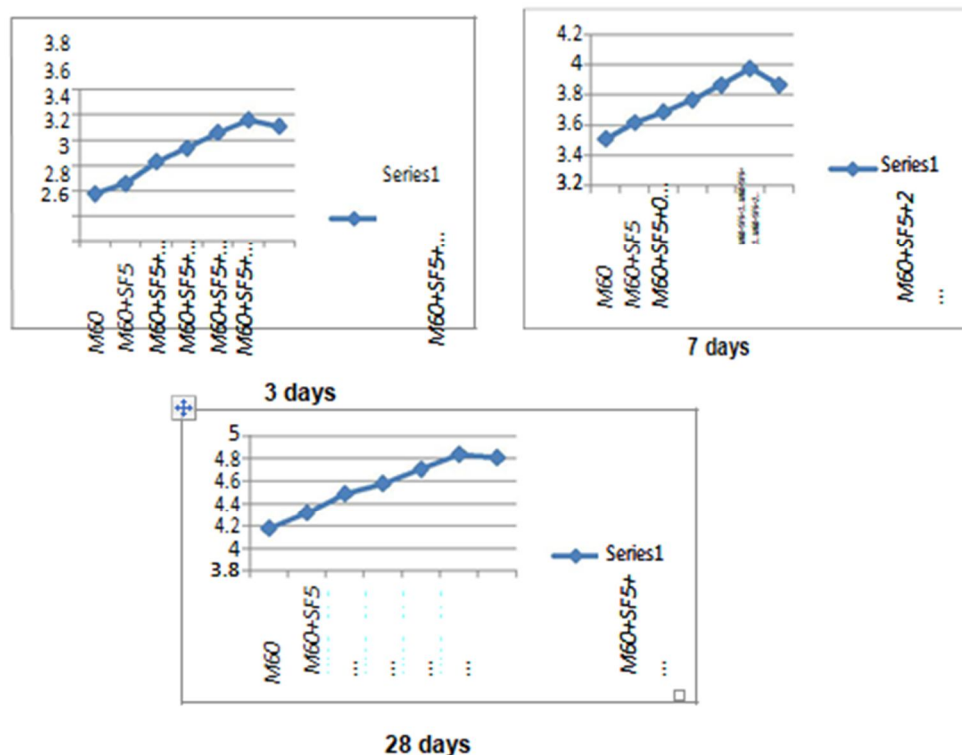 3.8
3.6
3.4
3.2
3
2.8
2.6
Series1
M60
M60+SF5
M60+SF5+...
M60+SF5+...
M60+SF5+...
M60+SF5+...
M60+SF5+...
3 days
4.2
4
3.8
3.6
3.4
3.2
Series1
M60
M60+SF5
M60+SF5+0...
M60+SF5+2
...
7 days
5
4.8
4.6
4.4
4.2
4
3.8
Series1
M60
M60+SF5
...
...
...
...
M60+SF5+
...
28 days